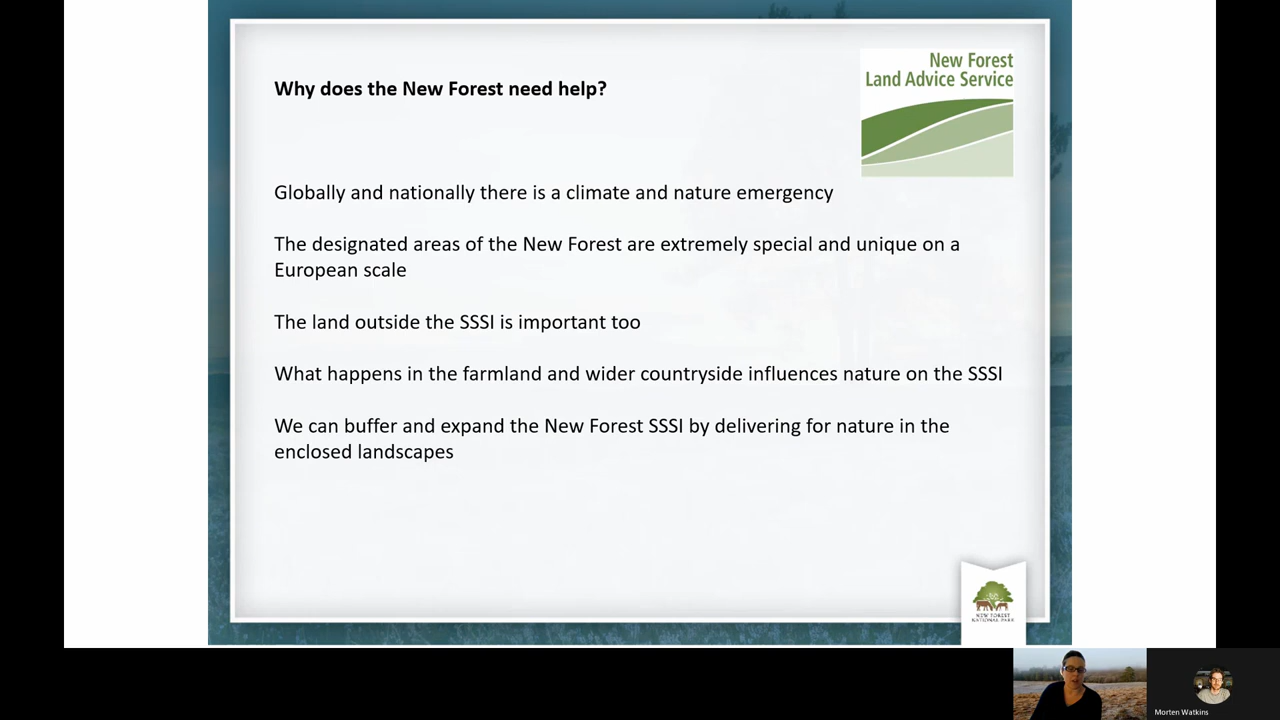 New Forest
Land Advice Service
Why does the New Forest need help?
Globally and nationally there is a climate and nature emergency
The designated areas of the New Forest are extremely special and unique on a
European scale
The land outside the SSSI is important too
What happens in the farmland and wider countryside influences nature on the SSSI
We can buffer and expand the New Forest SSSI by delivering for nature in the
enclosed landscapes
NEW FOREST
NATIONAL PARK
Morten Watkins